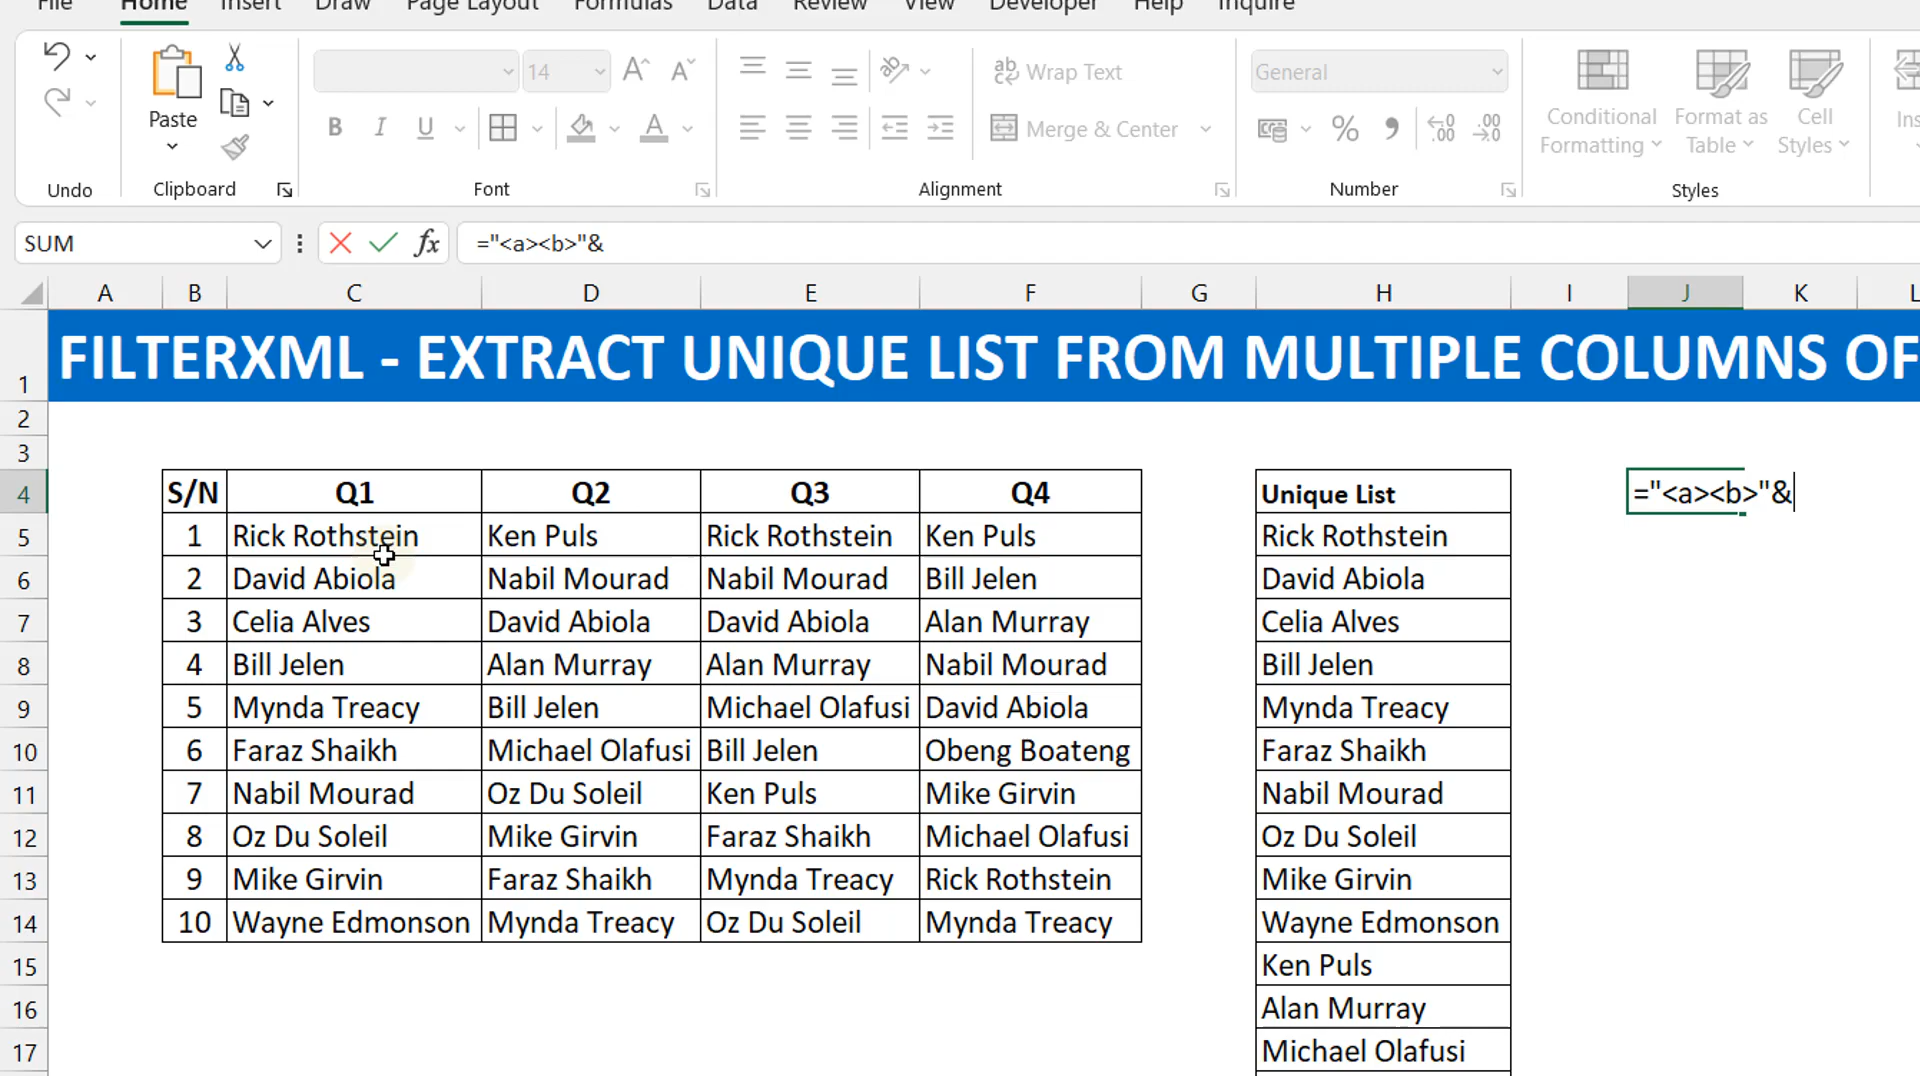 File Home Insert Draw Page Layout Formulas Data Review View Developer Help Inquire
14 Wrap Text General
Paste Conditional Format as Cell Ins
B I U Merge & Center % Formatting Table Styles
Undo Clipboard Font Alignment Number Styles
SUM fx ="<a><b>"&
A B C D E F G H I J K L
1 FILTERXML - EXTRACT UNIQUE LIST FROM MULTIPLE COLUMNS OF
2
3
4 S/N Q1 Q2 Q3 Q4 Unique List ="<a><b>"&
5 1 Rick Rothstein Ken Puls Rick Rothstein Ken Puls Rick Rothstein
6 2 David Abiola Nabil Mourad Nabil Mourad Bill Jelen David Abiola
7 3 Celia Alves David Abiola David Abiola Alan Murray Celia Alves
8 4 Bill Jelen Alan Murray Alan Murray Nabil Mourad Bill Jelen
9 5 Mynda Treacy Bill Jelen Michael Olafusi David Abiola Mynda Treacy
10 6 Faraz Shaikh Michael Olafusi Bill Jelen Obeng Boateng Faraz Shaikh
11 7 Nabil Mourad Oz Du Soleil Ken Puls Mike Girvin Nabil Mourad
12 8 Oz Du Soleil Mike Girvin Faraz Shaikh Michael Olafusi Oz Du Soleil
13 9 Mike Girvin Faraz Shaikh Mynda Treacy Rick Rothstein Mike Girvin
14 10 Wayne Edmonson Mynda Treacy Oz Du Soleil Mynda Treacy Wayne Edmonson
15 Ken Puls
16 Alan Murray
17 Michael Olafusi